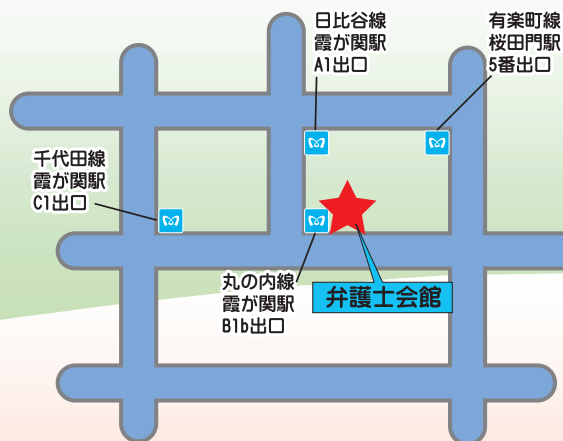 日比谷線
霞が関駅
A1出口
有楽町線
桜田門駅
5番出口
千代田線
霞が関駅
C1出口
丸の内線
霞が関駅
B1b出口
弁護士会館